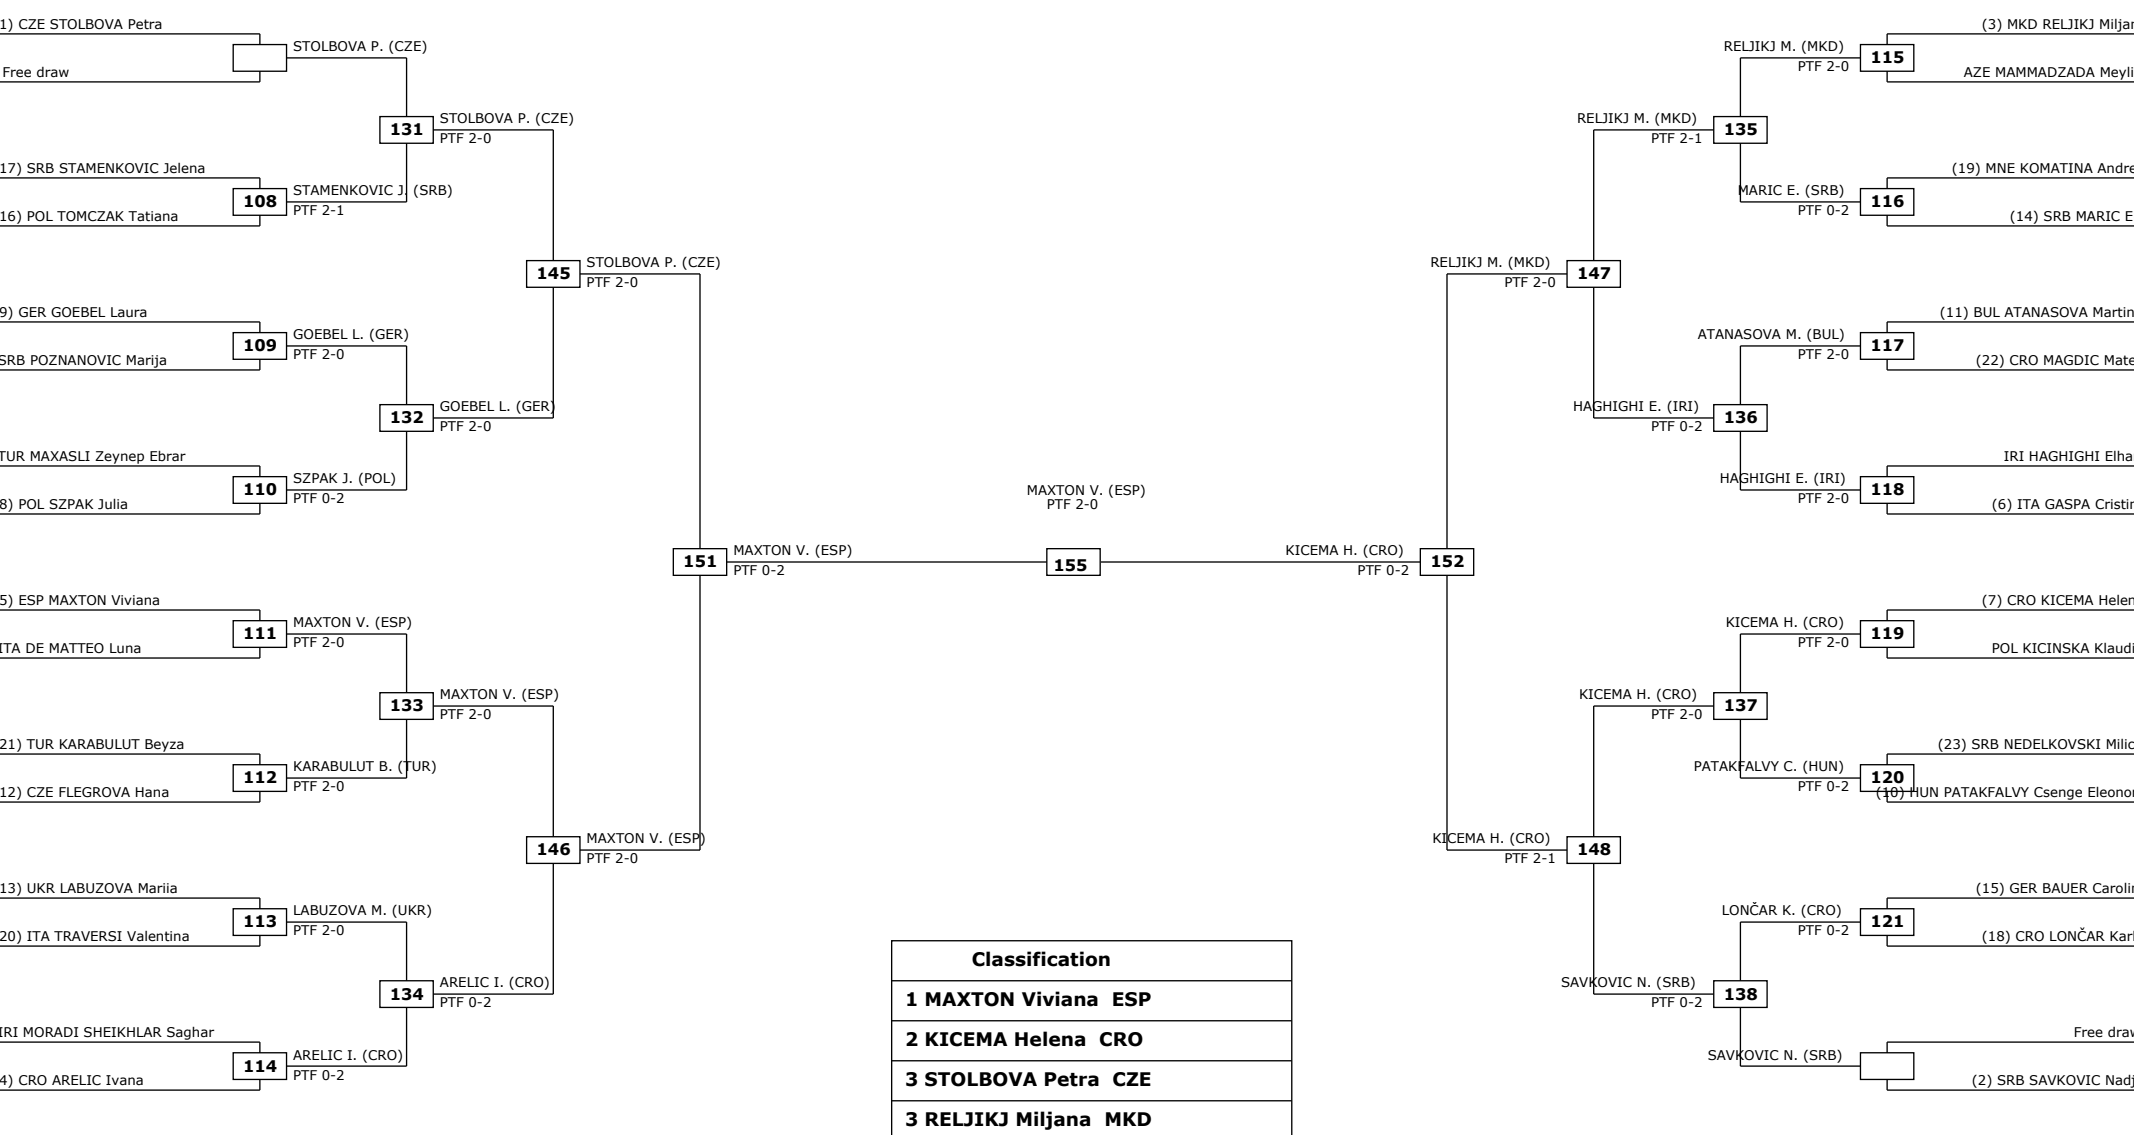 1) CZE STOLBOVA Petra
STOLBOVA P. (CZE)
Free draw
131
STOLBOVA P. (CZE)
PTF 2-0
17) SRB STAMENKOVIC Jelena
108
STAMENKOVIC J. (SRB)
PTF 2-1
16) POL TOMCZAK Tatiana
145
STOLBOVA P. (CZE)
PTF 2-0
9) GER GOEBEL Laura
109
GOEBEL L. (GER)
PTF 2-0
SRB POZNANOVIC Marija
132
GOEBEL L. (GER)
PTF 2-0
TUR MAXASLI Zeynep Ebrar
110
SZPAK J. (POL)
PTF 0-2
8) POL SZPAK Julia
151
MAXTON V. (ESP)
PTF 0-2
5) ESP MAXTON Viviana
111
MAXTON V. (ESP)
PTF 2-0
ITA DE MATTEO Luna
133
MAXTON V. (ESP)
PTF 2-0
21) TUR KARABULUT Beyza
112
KARABULUT B. (TUR)
PTF 2-0
12) CZE FLEGROVA Hana
146
MAXTON V. (ESP)
PTF 2-0
13) UKR LABUZOVA Mariia
113
LABUZOVA M. (UKR)
PTF 2-0
20) ITA TRAVERSI Valentina
134
ARELIC I. (CRO)
PTF 0-2
IRI MORADI SHEIKHLAR Saghar
114
ARELIC I. (CRO)
PTF 0-2
4) CRO ARELIC Ivana
MAXTON V. (ESP)
PTF 2-0
155
(3) MKD RELJIKJ Miljan
RELJIKJ M. (MKD)
PTF 2-0
115
AZE MAMMADZADA Meyli
RELJIKJ M. (MKD)
PTF 2-1
135
(19) MNE KOMATINA Andre
MARIC E. (SRB)
PTF 0-2
116
(14) SRB MARIC E
RELJIKJ M. (MKD)
PTF 2-0
147
(11) BUL ATANASOVA Martin
ATANASOVA M. (BUL)
PTF 2-0
117
(22) CRO MAGDIC Mate
HAGHIGHI E. (IRI)
PTF 0-2
136
IRI HAGHIGHI Elha
HAGHIGHI E. (IRI)
PTF 2-0
118
(6) ITA GASPA Cristin
KICEMA H. (CRO)
PTF 0-2
152
(7) CRO KICEMA Helen
KICEMA H. (CRO)
PTF 2-0
119
POL KICINSKA Klaudi
KICEMA H. (CRO)
PTF 2-0
137
(23) SRB NEDELKOVSKI Milic
PATAKFALVY C. (HUN)
PTF 0-2
120
(10) HUN PATAKFALVY Csenge Eleonor
KICEMA H. (CRO)
PTF 2-1
148
(15) GER BAUER Carolin
LONČAR K. (CRO)
PTF 0-2
121
(18) CRO LONČAR Karl
SAVKOVIC N. (SRB)
PTF 0-2
138
Free draw
SAVKOVIC N. (SRB)
(2) SRB SAVKOVIC Nadj
Classification
1 MAXTON Viviana ESP
2 KICEMA Helena CRO
3 STOLBOVA Petra CZE
3 RELJIKJ Miljana MKD